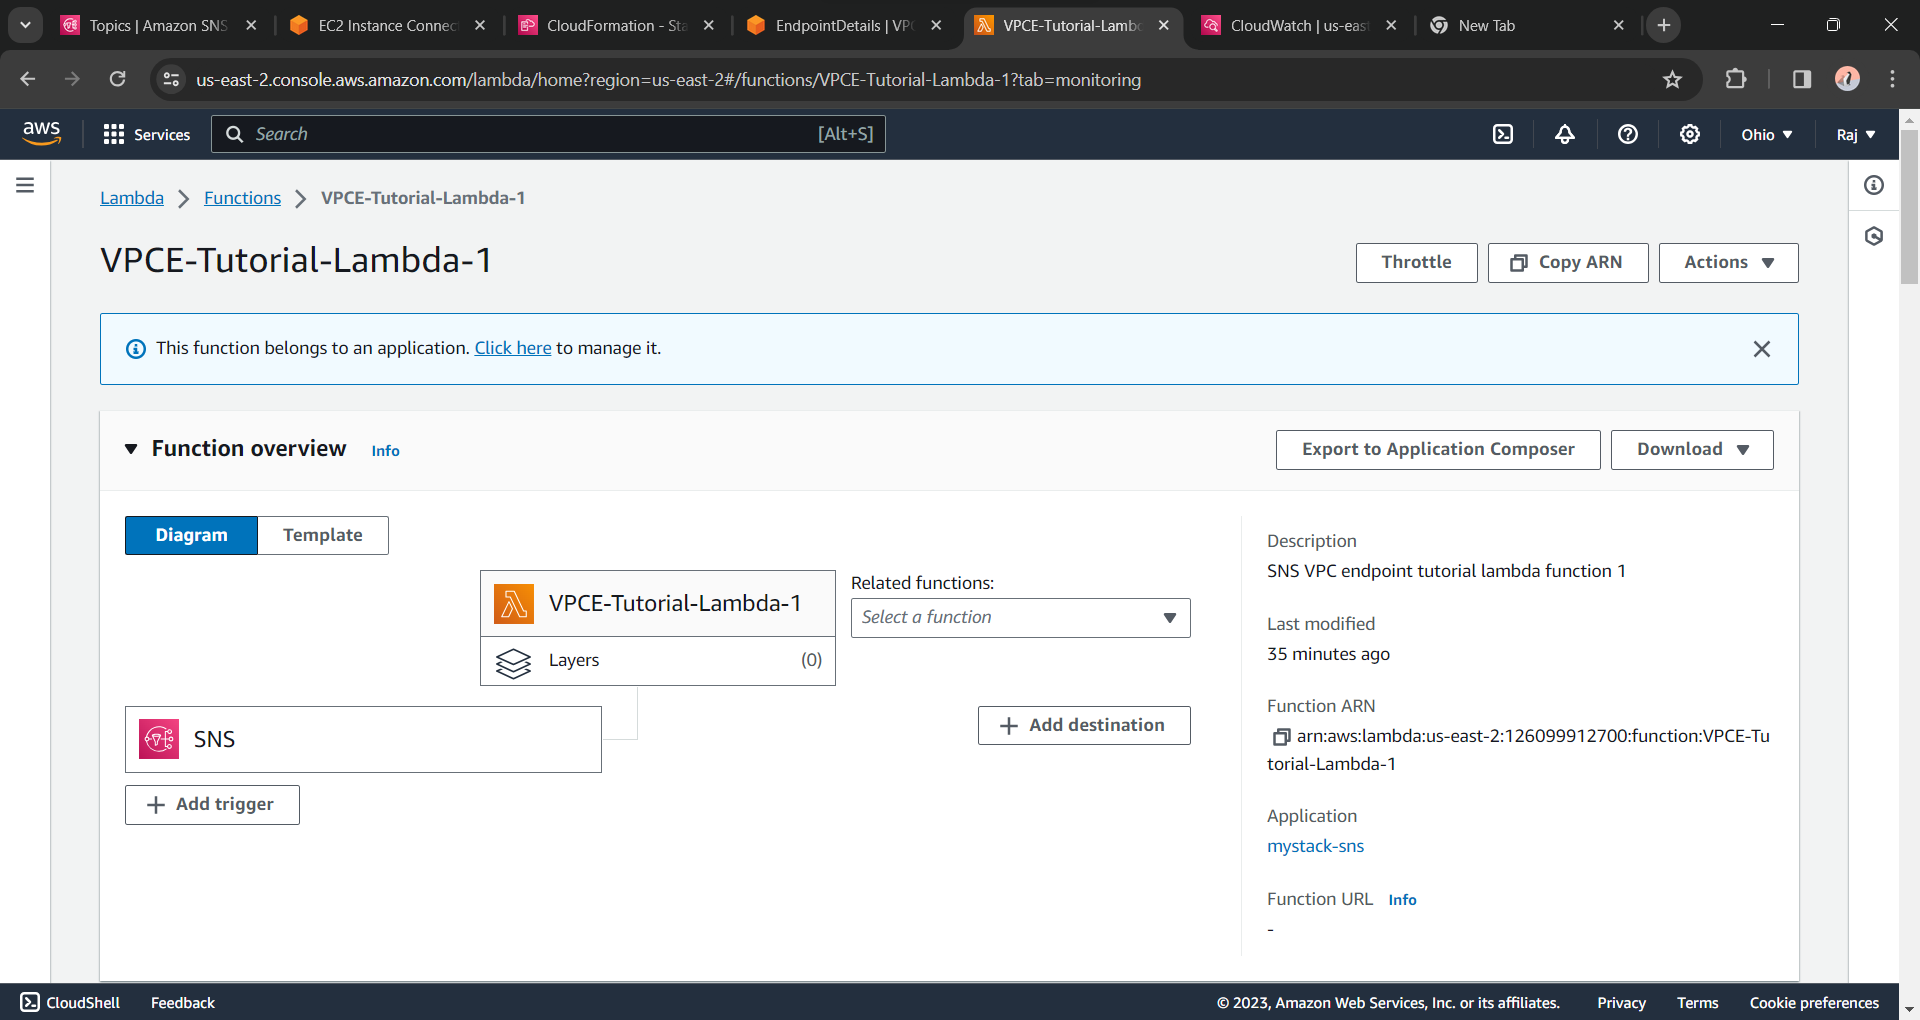 Topics | Amazon SNS
EC2 Instance Connec
CloudFormation - Sta
EndpointDetails | VPC
VPCE-Tutorial-Lambd
CloudWatch | us-east
New Tab
us-east-2.console.aws.amazon.com/lambda/home?region=us-east-2#/functions/VPCE-Tutorial-Lambda-1?tab=monitoring
aws
Services
Search
[Alt+S]
Ohio
Raj
Lambda
Functions
VPCE-Tutorial-Lambda-1
VPCE-Tutorial-Lambda-1
Throttle
Copy ARN
Actions
This function belongs to an application. Click here to manage it.
Function overview
Info
Export to Application Composer
Download
Diagram
Template
VPCE-Tutorial-Lambda-1
Layers
(0)
Related functions:
Select a function
SNS
Add trigger
Add destination
Description
SNS VPC endpoint tutorial lambda function 1
Last modified
35 minutes ago
Function ARN
arn:aws:lambda:us-east-2:126099912700:function:VPCE-Tu
torial-Lambda-1
Application
mystack-sns
Function URL
Info
-
CloudShell
Feedback
© 2023, Amazon Web Services, Inc. or its affiliates.
Privacy
Terms
Cookie preferences